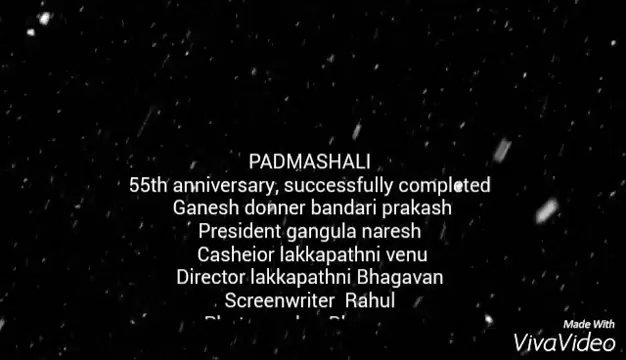 PADMASHALI
55th anniversary, successfully completed
Ganesh donner bandari prakash
President gangula naresh
Casheior lakkapathni venu
Director lakkapathni Bhagavan
Screenwriter Rahul
Made With
VivaVideo